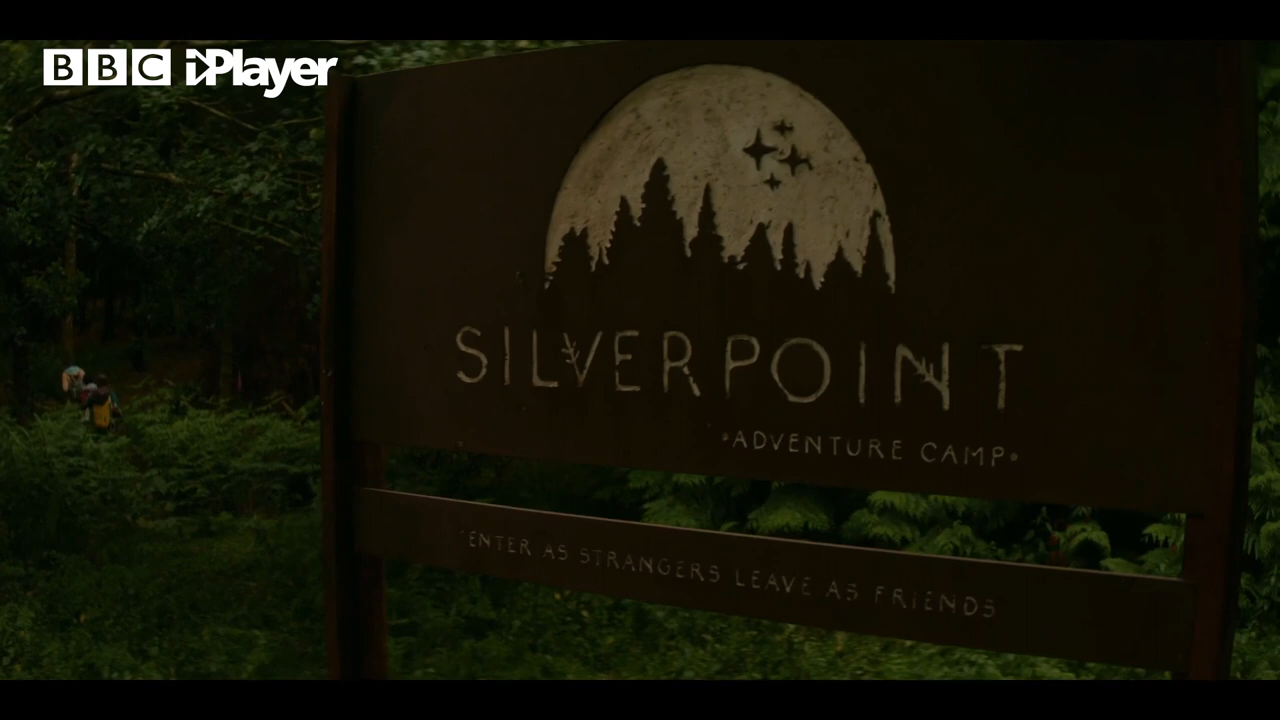 BBC iPlayer
SILVERPOINT
•ADVENTURE CAMP•
"ENTER AS STRANGERS LEAVE AS FRIENDS